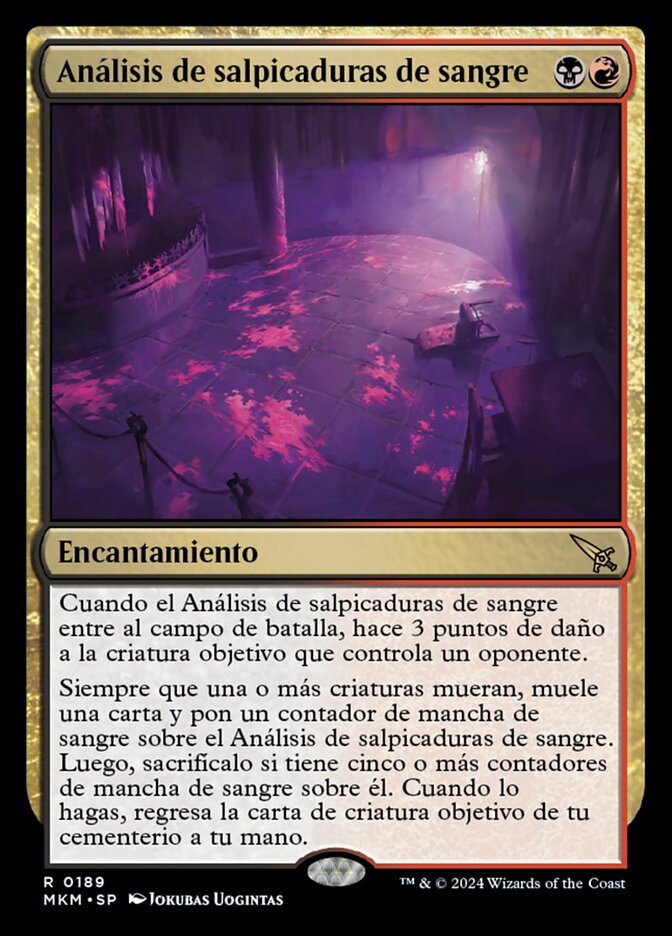 Análisis de salpicaduras de sangre
Encantamiento
Cuando el Análisis de salpicaduras de sangre
entre al campo de batalla, hace 3 puntos de daño
a la criatura objetivo que controla un oponente.
Siempre que una o más criaturas mueran, muele
una carta y pon un contador de mancha de
sangre sobre el Análisis de salpicaduras de sangre.
Luego, sacrifícalo si tiene cinco o más contadores
de mancha de sangre sobre él. Cuando lo
hagas, regresa la carta de criatura objetivo de tu
cementerio a tu mano.
R 0189
MKM • SP Jokubas Uogintas
™ & © 2024 Wizards of the Coast